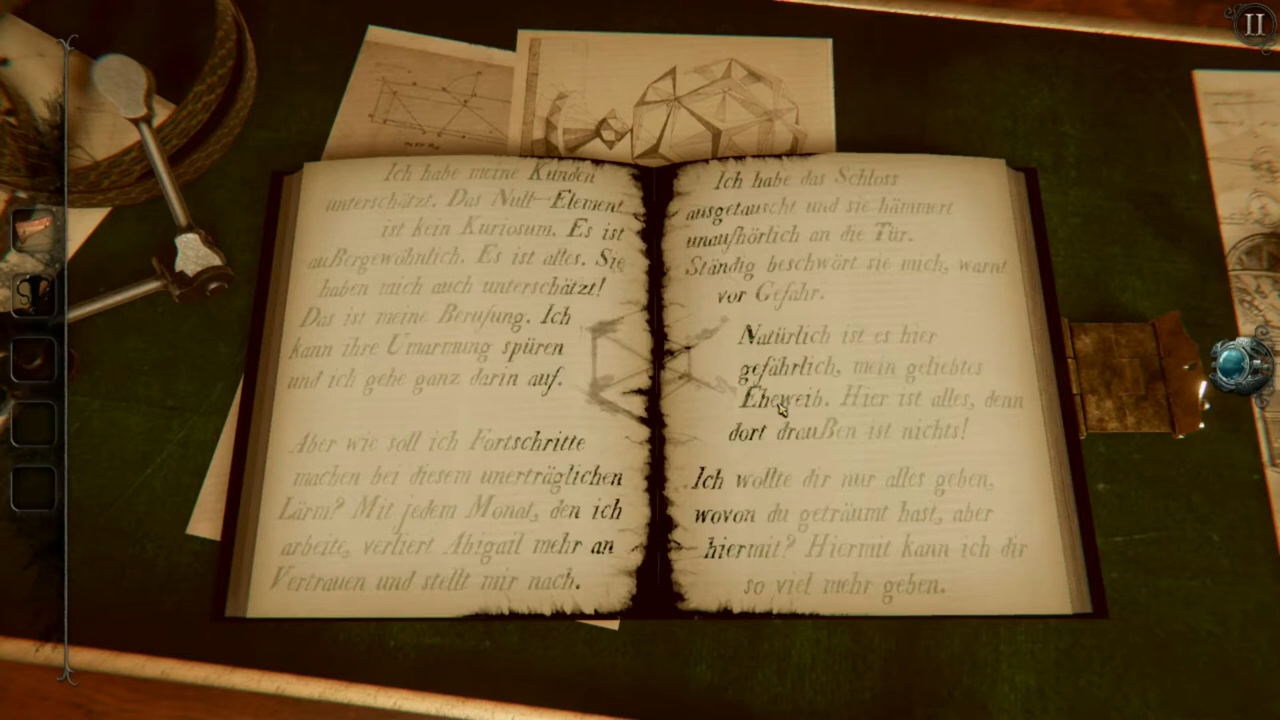 Ich habe meine Kunden
unterschätzt. Das Null-Element
ist kein Kuriosum. Es ist
außergewöhnlich. Es ist alles. Sie
haben mich auch unterschätzt!
Das ist meine Berufung. Ich
kann ihre Umarmung spüren
und ich gehe ganz darin auf.
Aber wie soll ich Fortschritte
machen bei diesem unerträglichen
Lärm? Mit jedem Monat, den ich
arbeite, verliert Abigail mehr an
Vertrauen und stellt mir nach.
Ich habe das Schloss
ausgetauscht und sie hämmert
unaufhörlich an die Tür.
Ständig beschwört sie mich, warnt
vor Gefahr.
Natürlich ist es hier
gefährlich, mein geliebtes
Eheweib. Hier ist alles, denn
dort draußen ist nichts!
Ich wollte dir nur alles geben,
wovon du geträumt hast, aber
hiermit? Hiermit kann ich dir
so viel mehr geben.
II